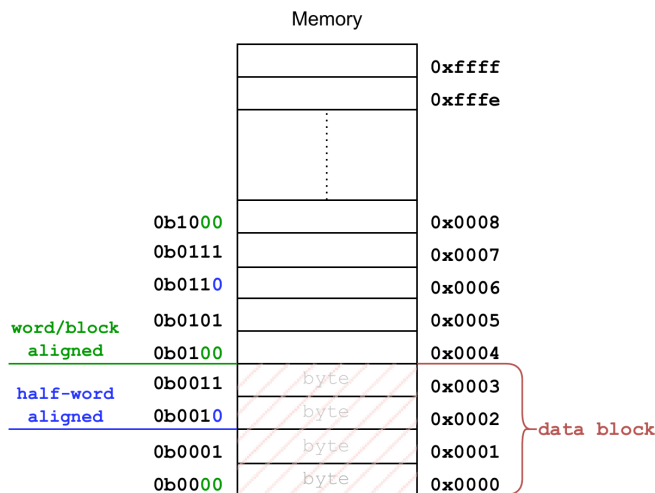 Memory
0xffff
0xfffe
0b1000 0x0008
0b0111 0x0007
0b0110 0x0006
0b0101 0x0005
word/block
aligned
0b0100 0x0004
0b0011 byte 0x0003
half-word
aligned
0b0010 byte 0x0002
data block
0b0001 byte 0x0001
0b0000 byte 0x0000